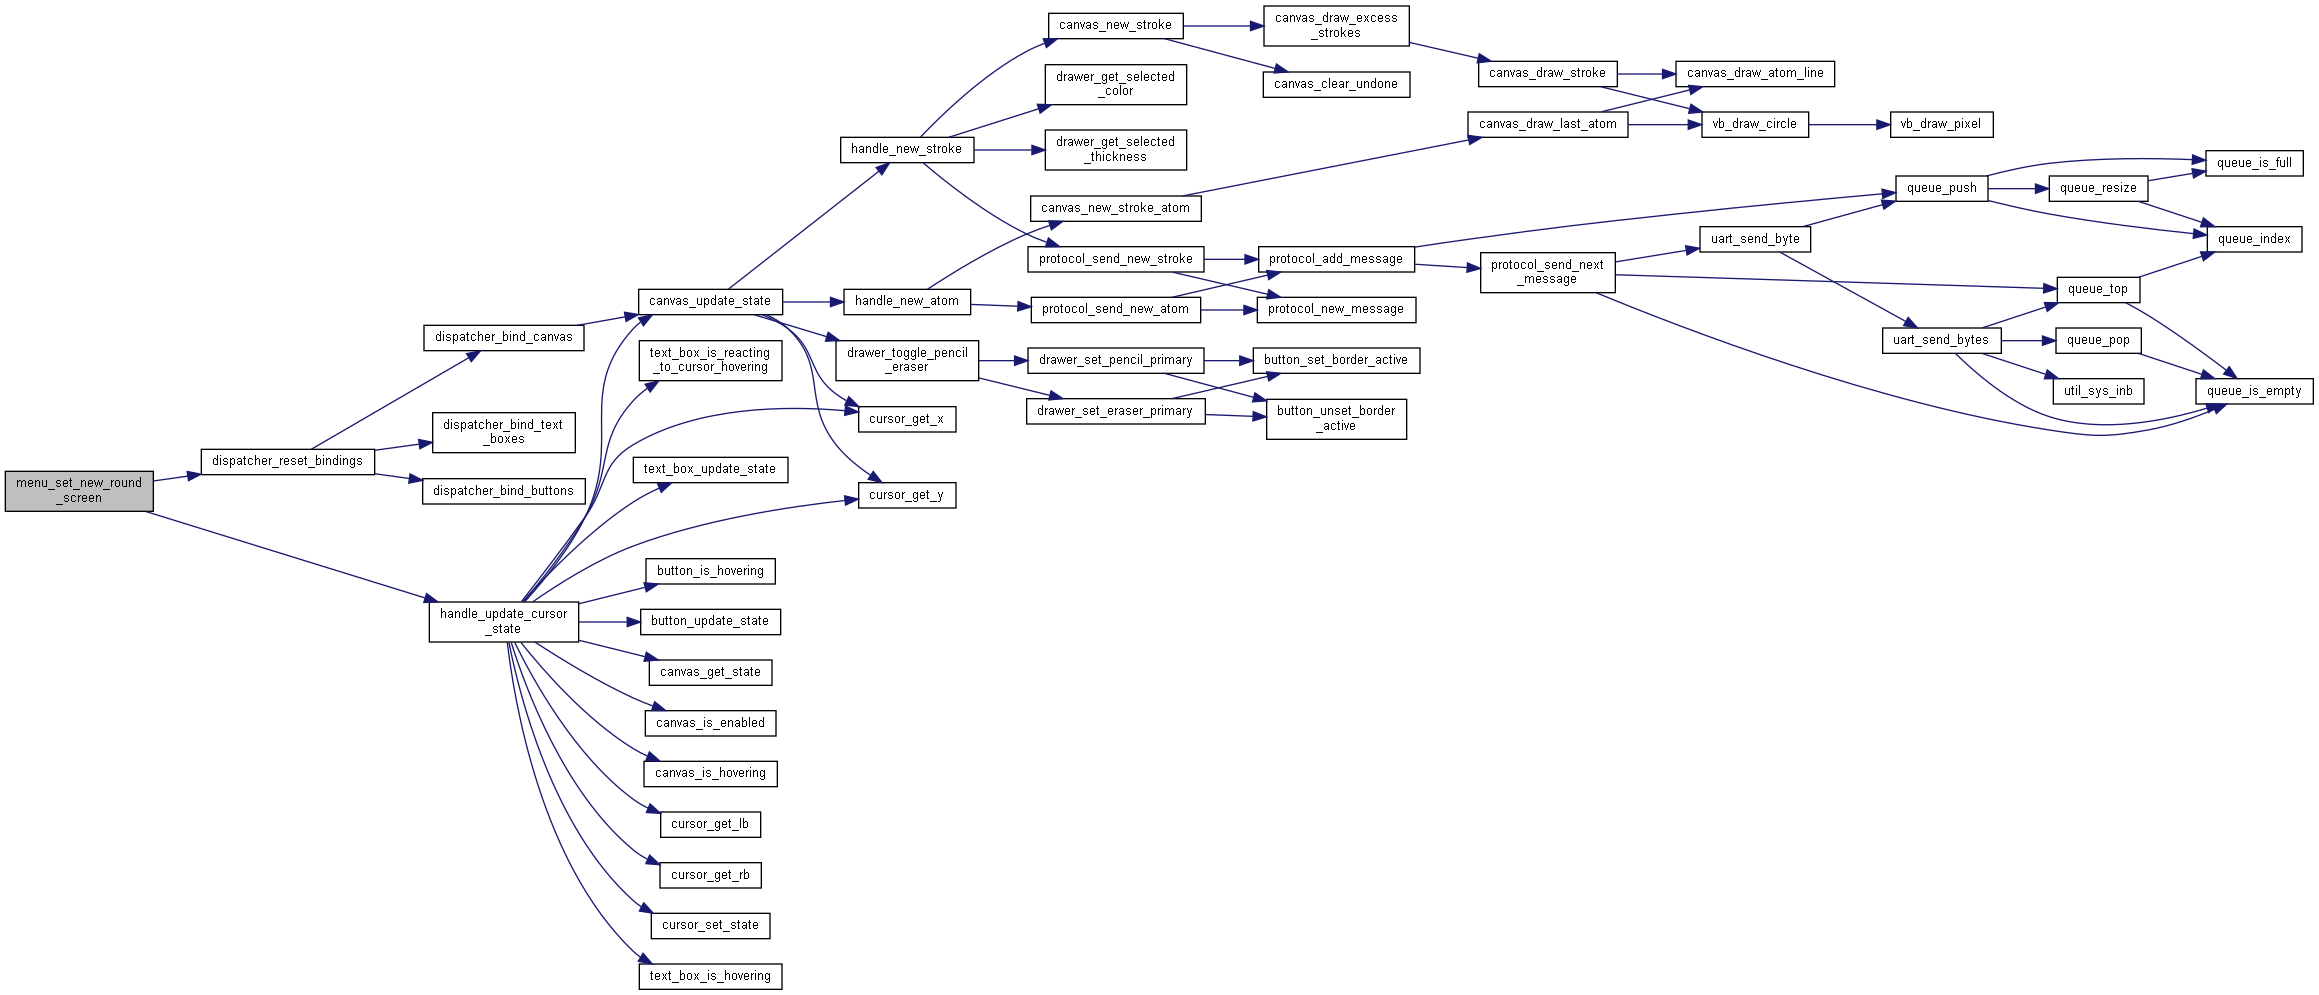 menu_set_new_round
_screen
dispatcher_reset_bindings
dispatcher_bind_canvas
dispatcher_bind_text
_boxes
dispatcher_bind_buttons
handle_update_cursor
_state
canvas_update_state
text_box_is_reacting
_to_cursor_hovering
text_box_update_state
button_is_hovering
button_update_state
canvas_get_state
canvas_is_enabled
canvas_is_hovering
cursor_get_lb
cursor_get_rb
cursor_set_state
text_box_is_hovering
handle_new_stroke
handle_new_atom
drawer_toggle_pencil
_eraser
cursor_get_x
cursor_get_y
canvas_new_stroke
drawer_get_selected
_color
drawer_get_selected
_thickness
canvas_new_stroke_atom
protocol_send_new_stroke
protocol_send_new_atom
drawer_set_pencil_primary
drawer_set_eraser_primary
canvas_draw_excess
_strokes
canvas_clear_undone
protocol_add_message
protocol_new_message
button_set_border_active
button_unset_border
_active
canvas_draw_stroke
canvas_draw_last_atom
protocol_send_next
_message
canvas_draw_atom_line
vb_draw_circle
uart_send_byte
vb_draw_pixel
queue_push
uart_send_bytes
queue_resize
queue_top
queue_pop
util_sys_inb
queue_is_full
queue_index
queue_is_empty